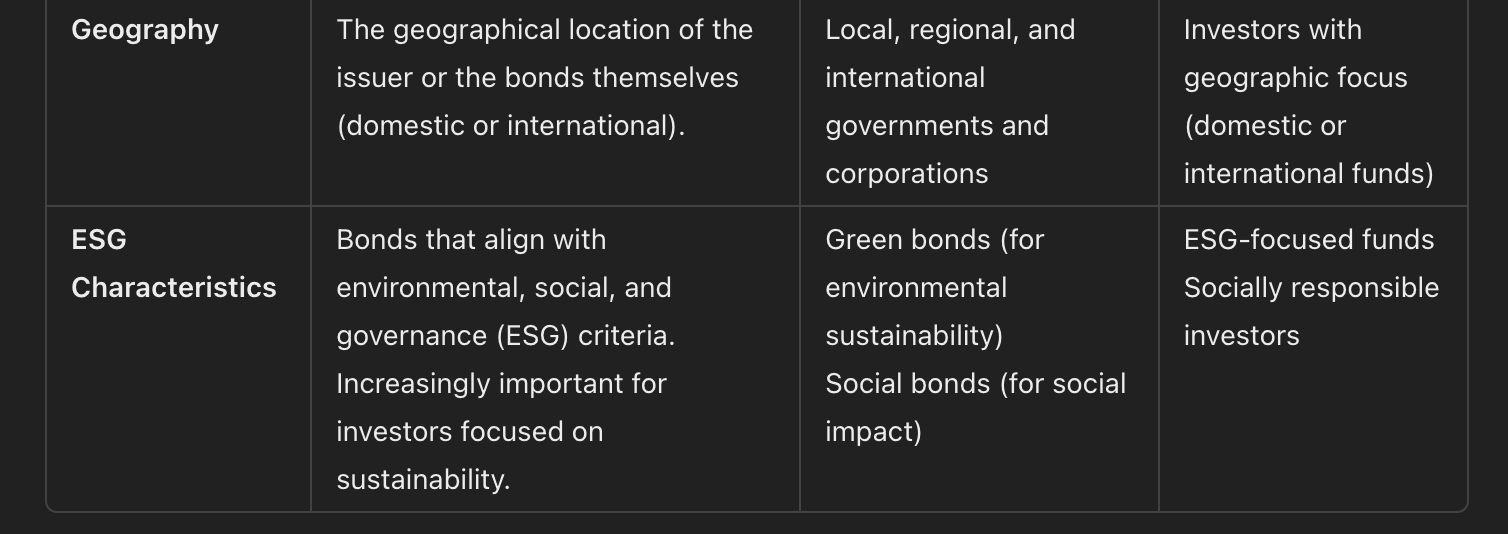 Geography
The geographical location of the
issuer or the bonds themselves
(domestic or international).
Local, regional, and
international
governments and
corporations
Investors with
geographic focus
(domestic or
international funds)
ESG
Characteristics
Bonds that align with
environmental, social, and
governance (ESG) criteria.
Increasingly important for
investors focused on
sustainability.
Green bonds (for
environmental
sustainability)
Social bonds (for social
impact)
ESG-focused funds
Socially responsible
investors